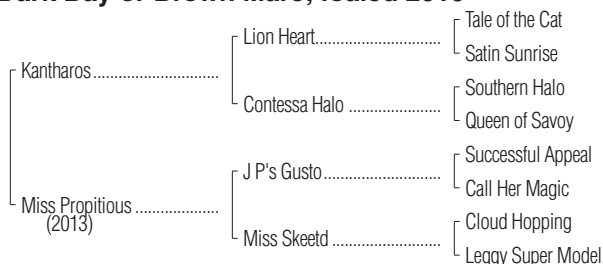 Dark Bay or Brown Mare; foaled
Tale of the Cat
Lion Heart..............................
Satin Sunrise
Kantharos..............................
Southern Halo
Contessa Halo ......................
Queen of Savoy
Successful Appeal
J P's Gusto............................
Call Her Magic
Miss Propitious ....................
(2013)
Cloud Hopping
Miss Skeetd ..........................
Leggy Super Model